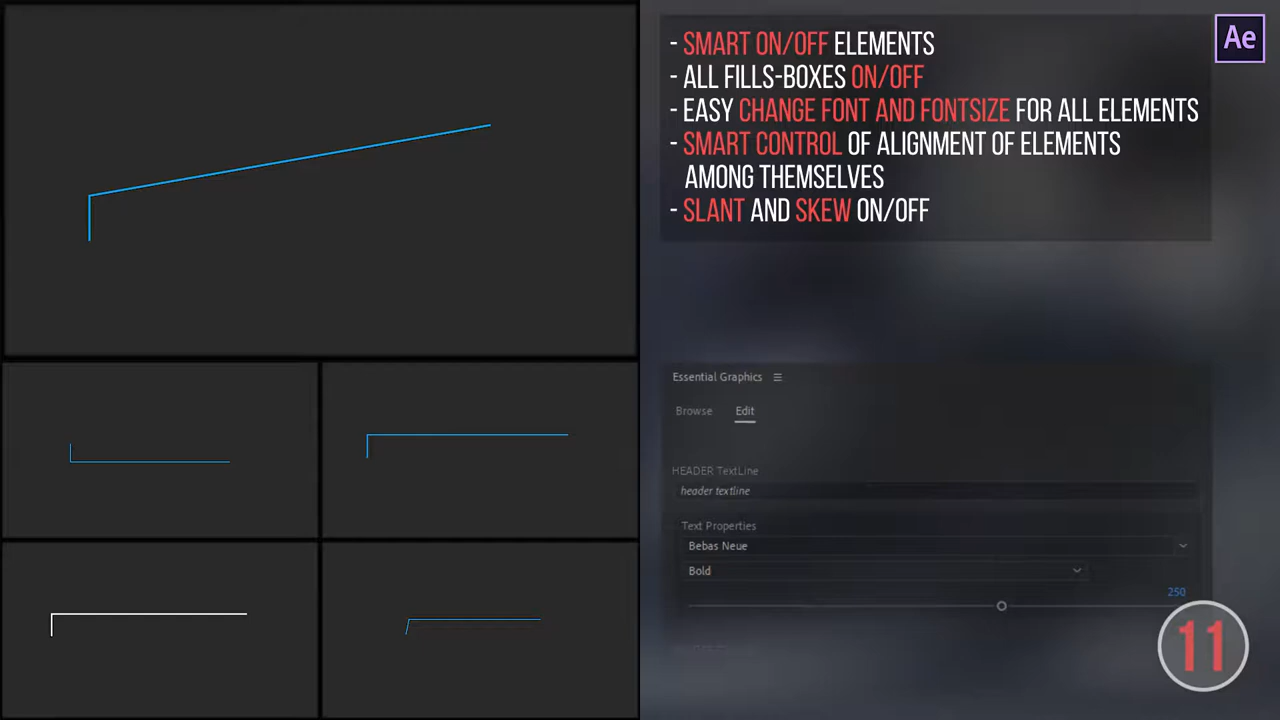 - SMART ON/OFF ELEMENTS
- ALL FILLS-BOXES ON/OFF
- EASY CHANGE FONT AND FONTSIZE FOR ALL ELEMENTS
- SMART CONTROL OF ALIGNMENT OF ELEMENTS
AMONG THEMSELVES
- SLANT AND SKEW ON/OFF
Ae
Essential Graphics
Browse Edit
HEADER TextLine
header textline
Text Properties
Bebas Neue
Bold
250
11